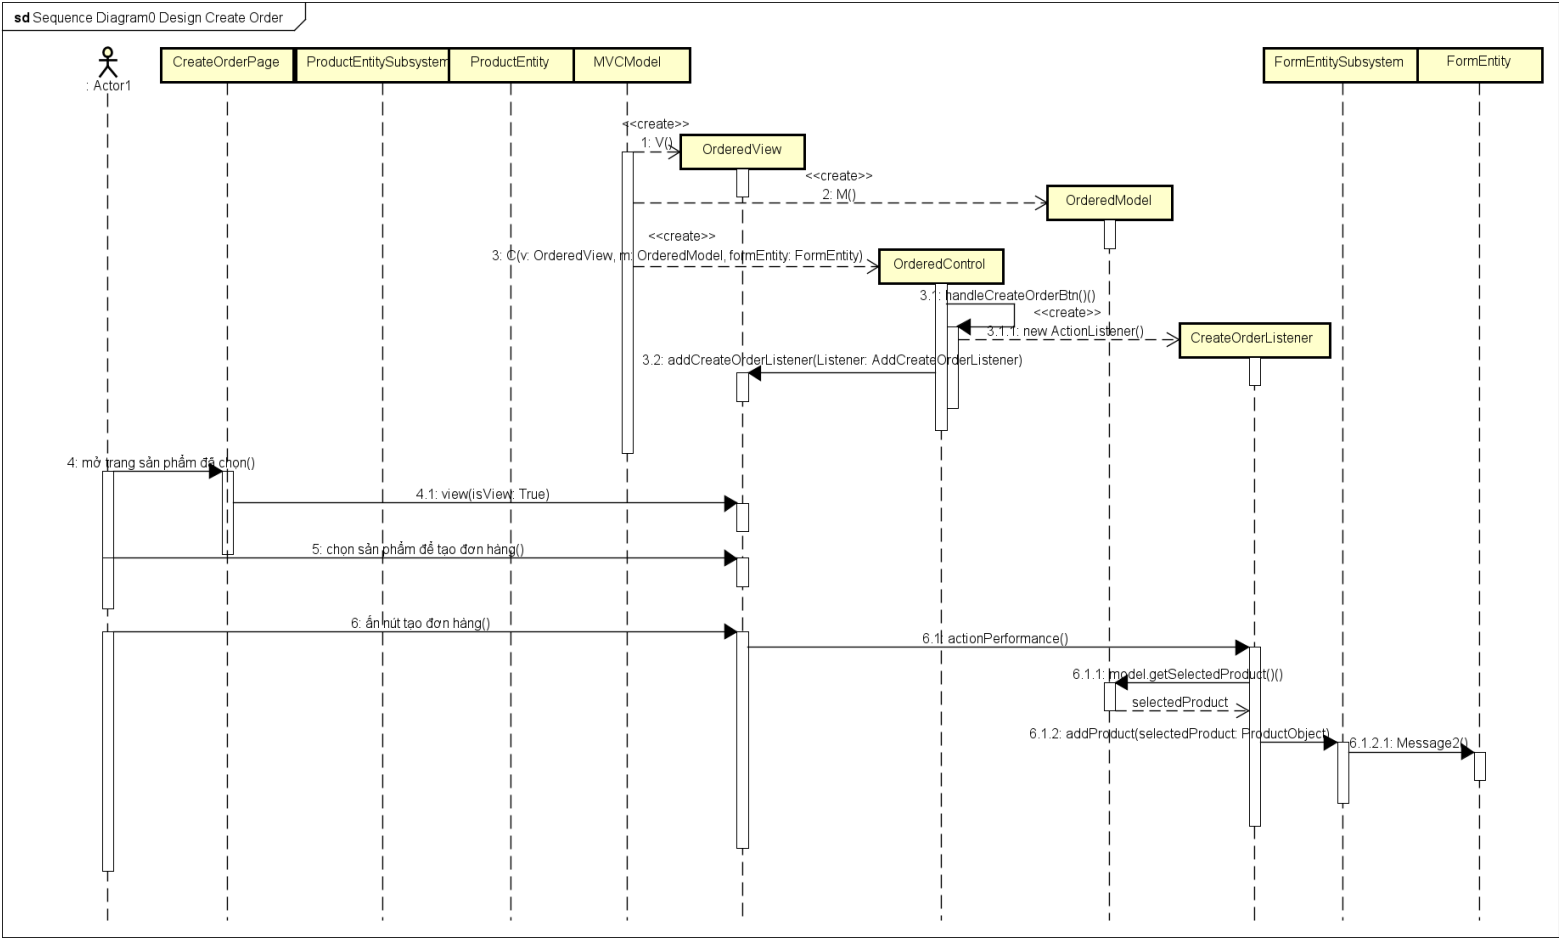 sd Sequence Diagram0 Design Create Order
: Actor1
CreateOrderPage
ProductEntitySubsystem
ProductEntity
MVCModel
FormEntitySubsystem
FormEntity
<<create>>
1: V()
OrderedView
<<create>>
2: M()
OrderedModel
<<create>>
3: C(v: OrderedView, m: OrderedModel, formEntity: FormEntity)
OrderedControl
3.1: handleCreateOrderBtn()()
<<create>>
3.1.1: new ActionListener()
CreateOrderListener
3.2: addCreateOrderListener(Listener: AddCreateOrderListener)
4: mở trang sản phẩm đã chọn()
4.1: view(isView: True)
5: chọn sản phẩm để tạo đơn hàng()
6: ấn nút tạo đơn hàng()
6.1: actionPerformance()
6.1.1: model.getSelectedProduct()()
selectedProduct
6.1.2: addProduct(selectedProduct: ProductObject)
6.1.2.1: Message2()